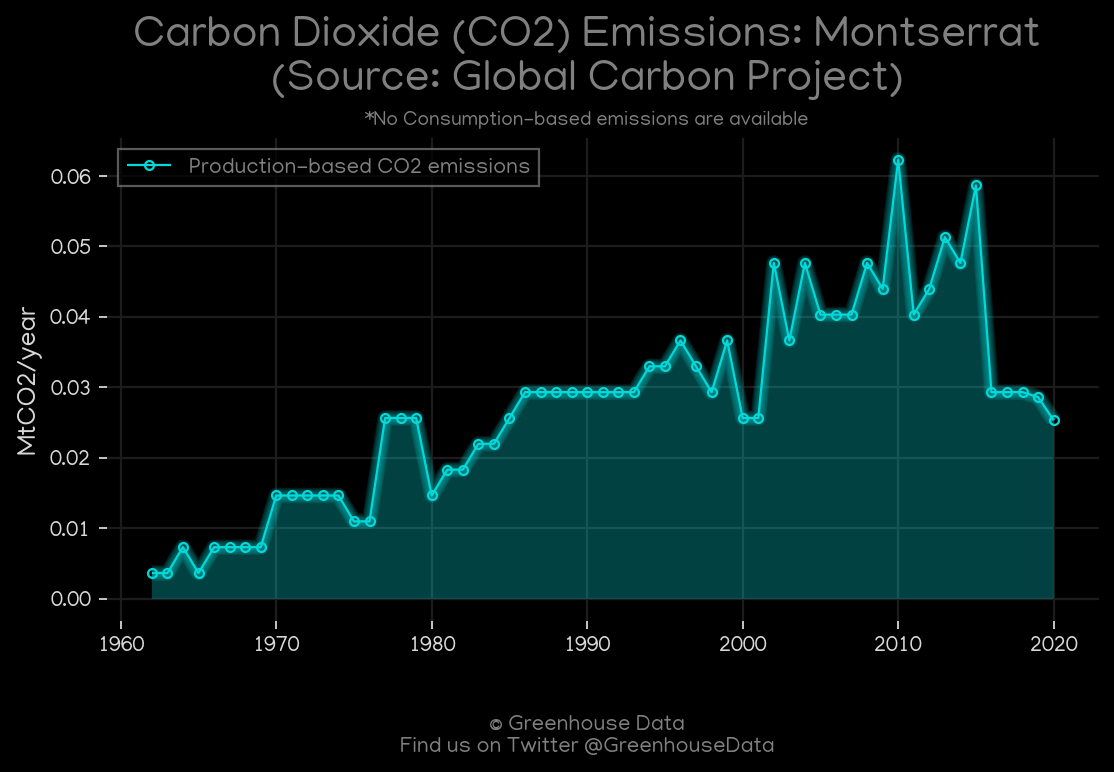 Carbon Dioxide (CO2) Emissions: Montserrat
(Source: Global Carbon Project)
*No Consumption-based emissions are available
Production-based CO2 emissions
0.06
0.05
0.04
0.03
0.02
0.01
0.00
MtCO2/year
1960 1970 1980 1990 2000 2010 2020
© Greenhouse Data
Find us on Twitter @GreenhouseData